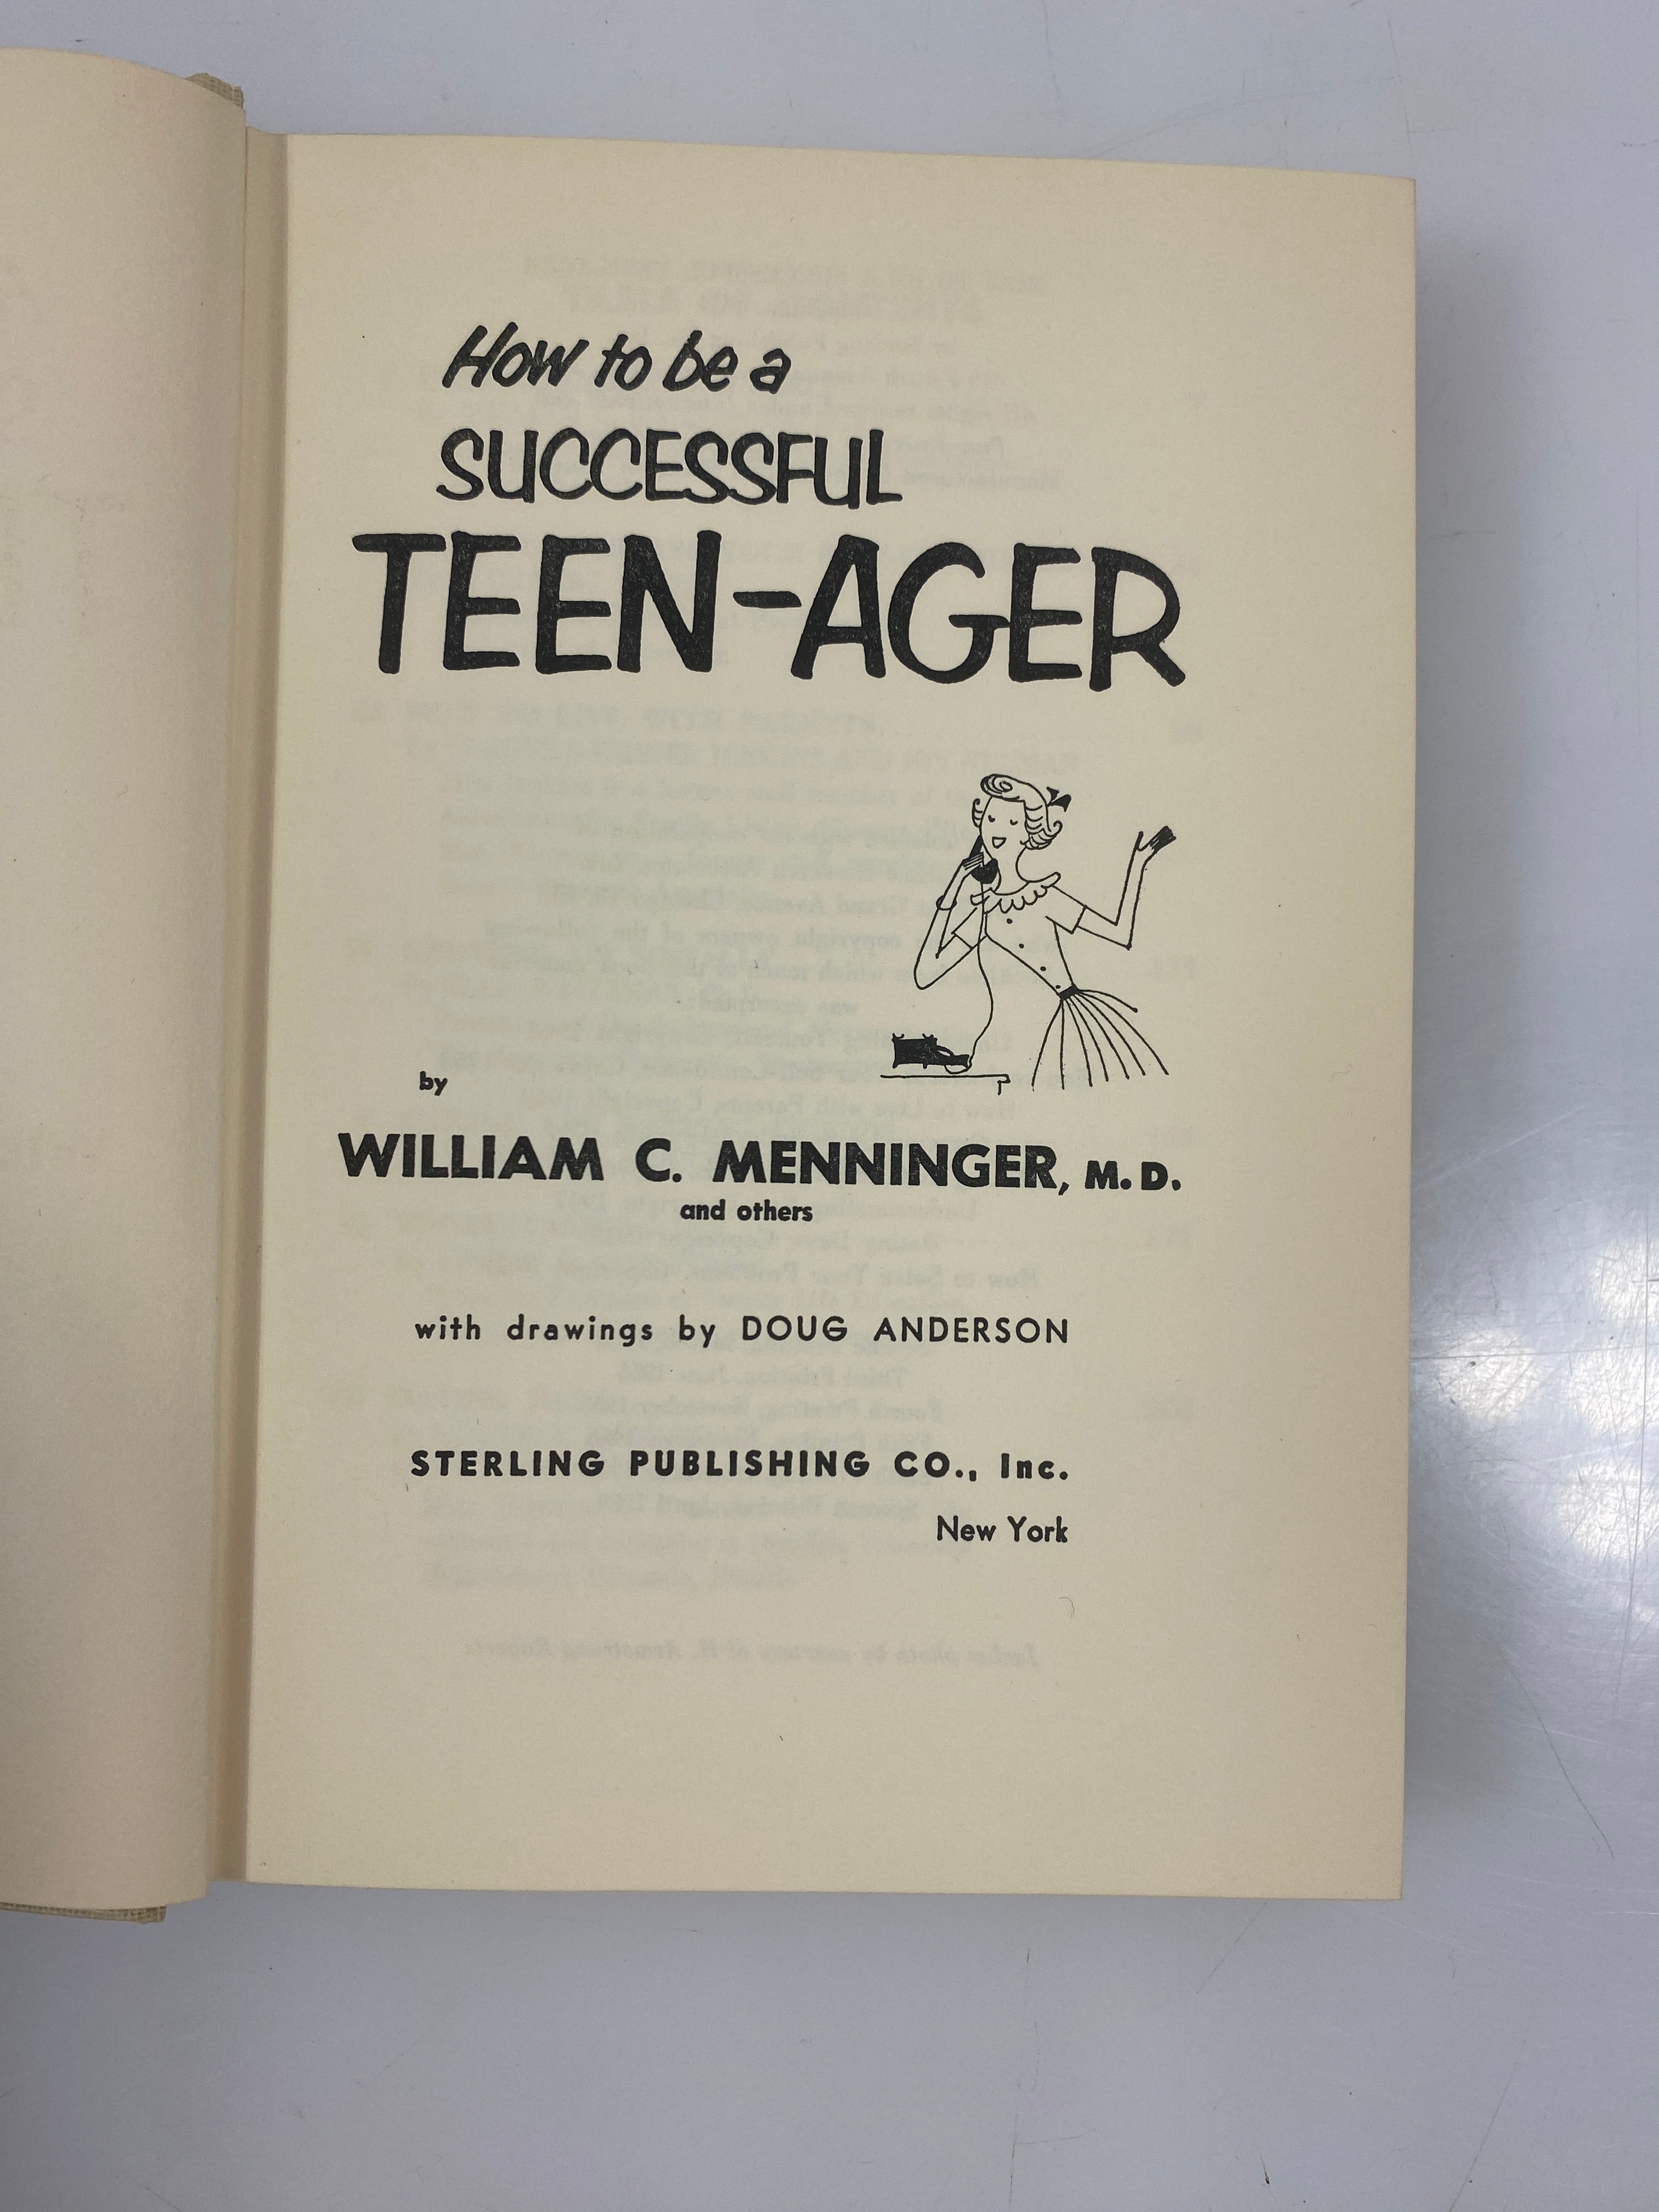 How to be a
SUCCESSFUL
TEEN-AGER
by
WILLIAM C. MENNINGER, M.D.
and others
with drawings by DOUG ANDERSON
STERLING PUBLISHING CO., Inc.
New York